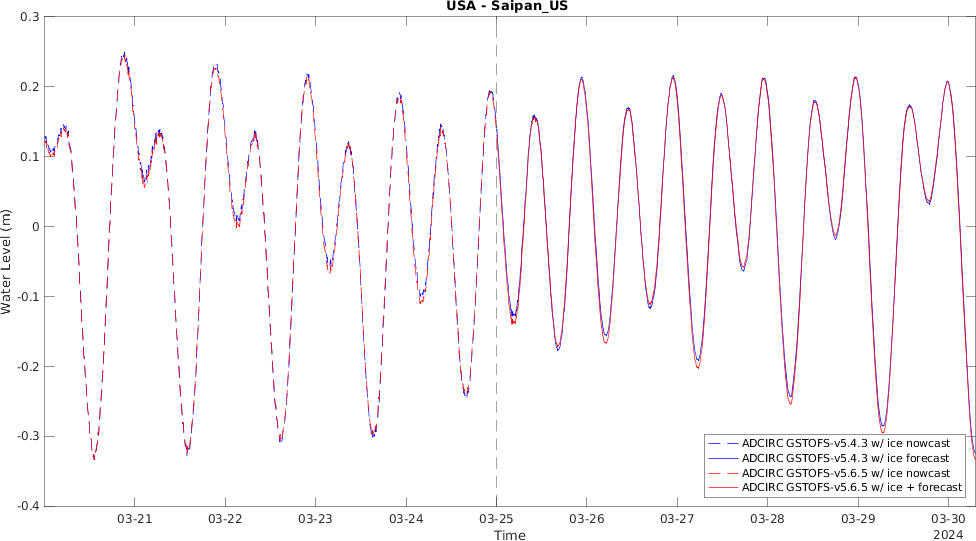 USA - Saipan_US
Water Level (m)
0.3
0.2
0.1
0
-0.1
-0.2
-0.3
-0.4
ADCIRC GSTOFS-v5.4.3 w/ ice nowcast
ADCIRC GSTOFS-v5.4.3 w/ ice forecast
ADCIRC GSTOFS-v5.6.5 w/ ice nowcast
ADCIRC GSTOFS-v5.6.5 w/ ice + forecast
03-21 03-22 03-23 03-24 03-25 03-26 03-27 03-28 03-29 03-30
Time 2024